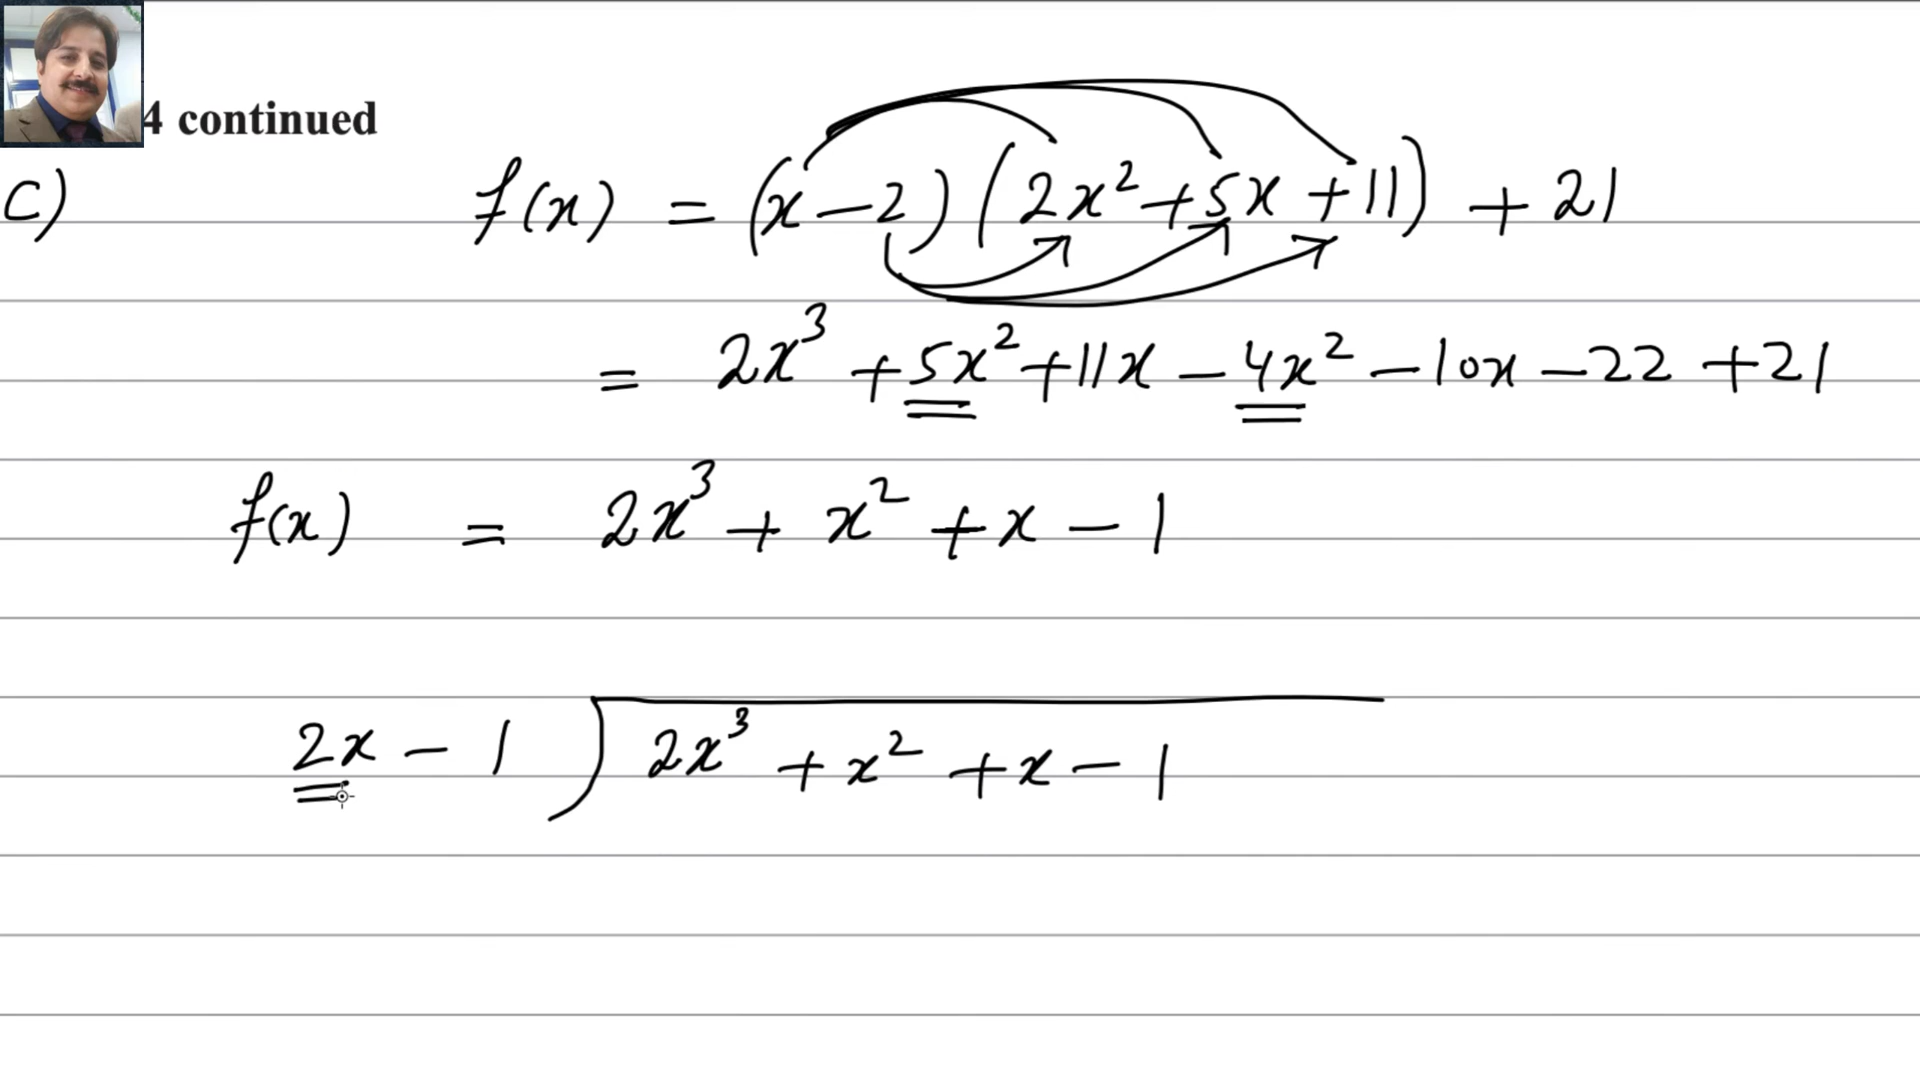 4 continued
c) f(x) = (x-2)(2x²+5x+11) + 21
= 2x³ +5x²+11x-4x²-10x-22+21
f(x) = 2x³ + x² + x - 1
2x - 1 ) 2x³ + x² + x - 1